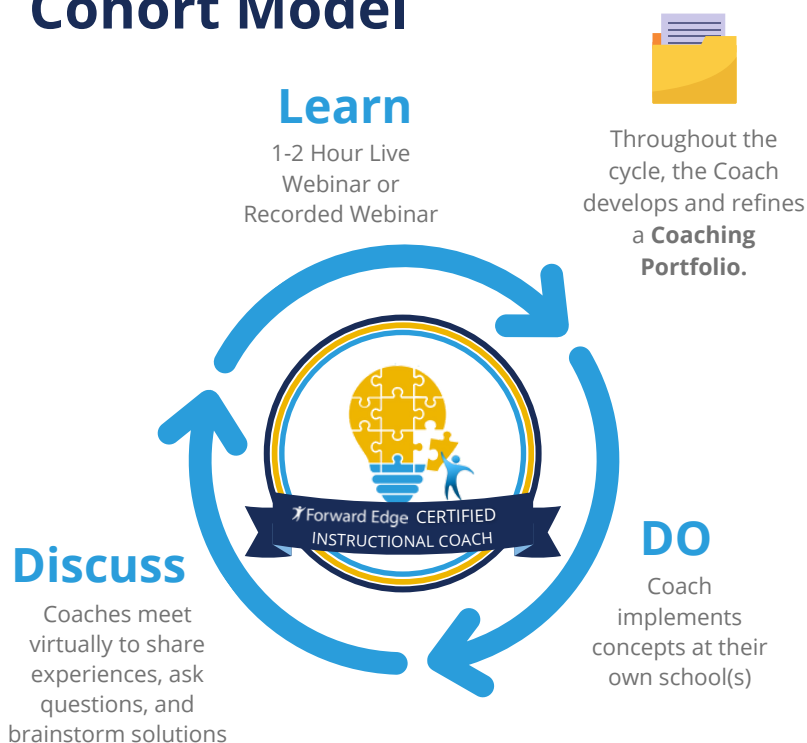 Cohort Model
Learn
1-2 Hour Live
Webinar or
Recorded Webinar
Throughout the
cycle, the Coach
develops and refines
a Coaching
Portfolio.
Forward Edge CERTIFIED
INSTRUCTIONAL COACH
DO
Coach
implements
concepts at their
own school(s)
Discuss
Coaches meet
virtually to share
experiences, ask
questions, and
brainstorm solutions